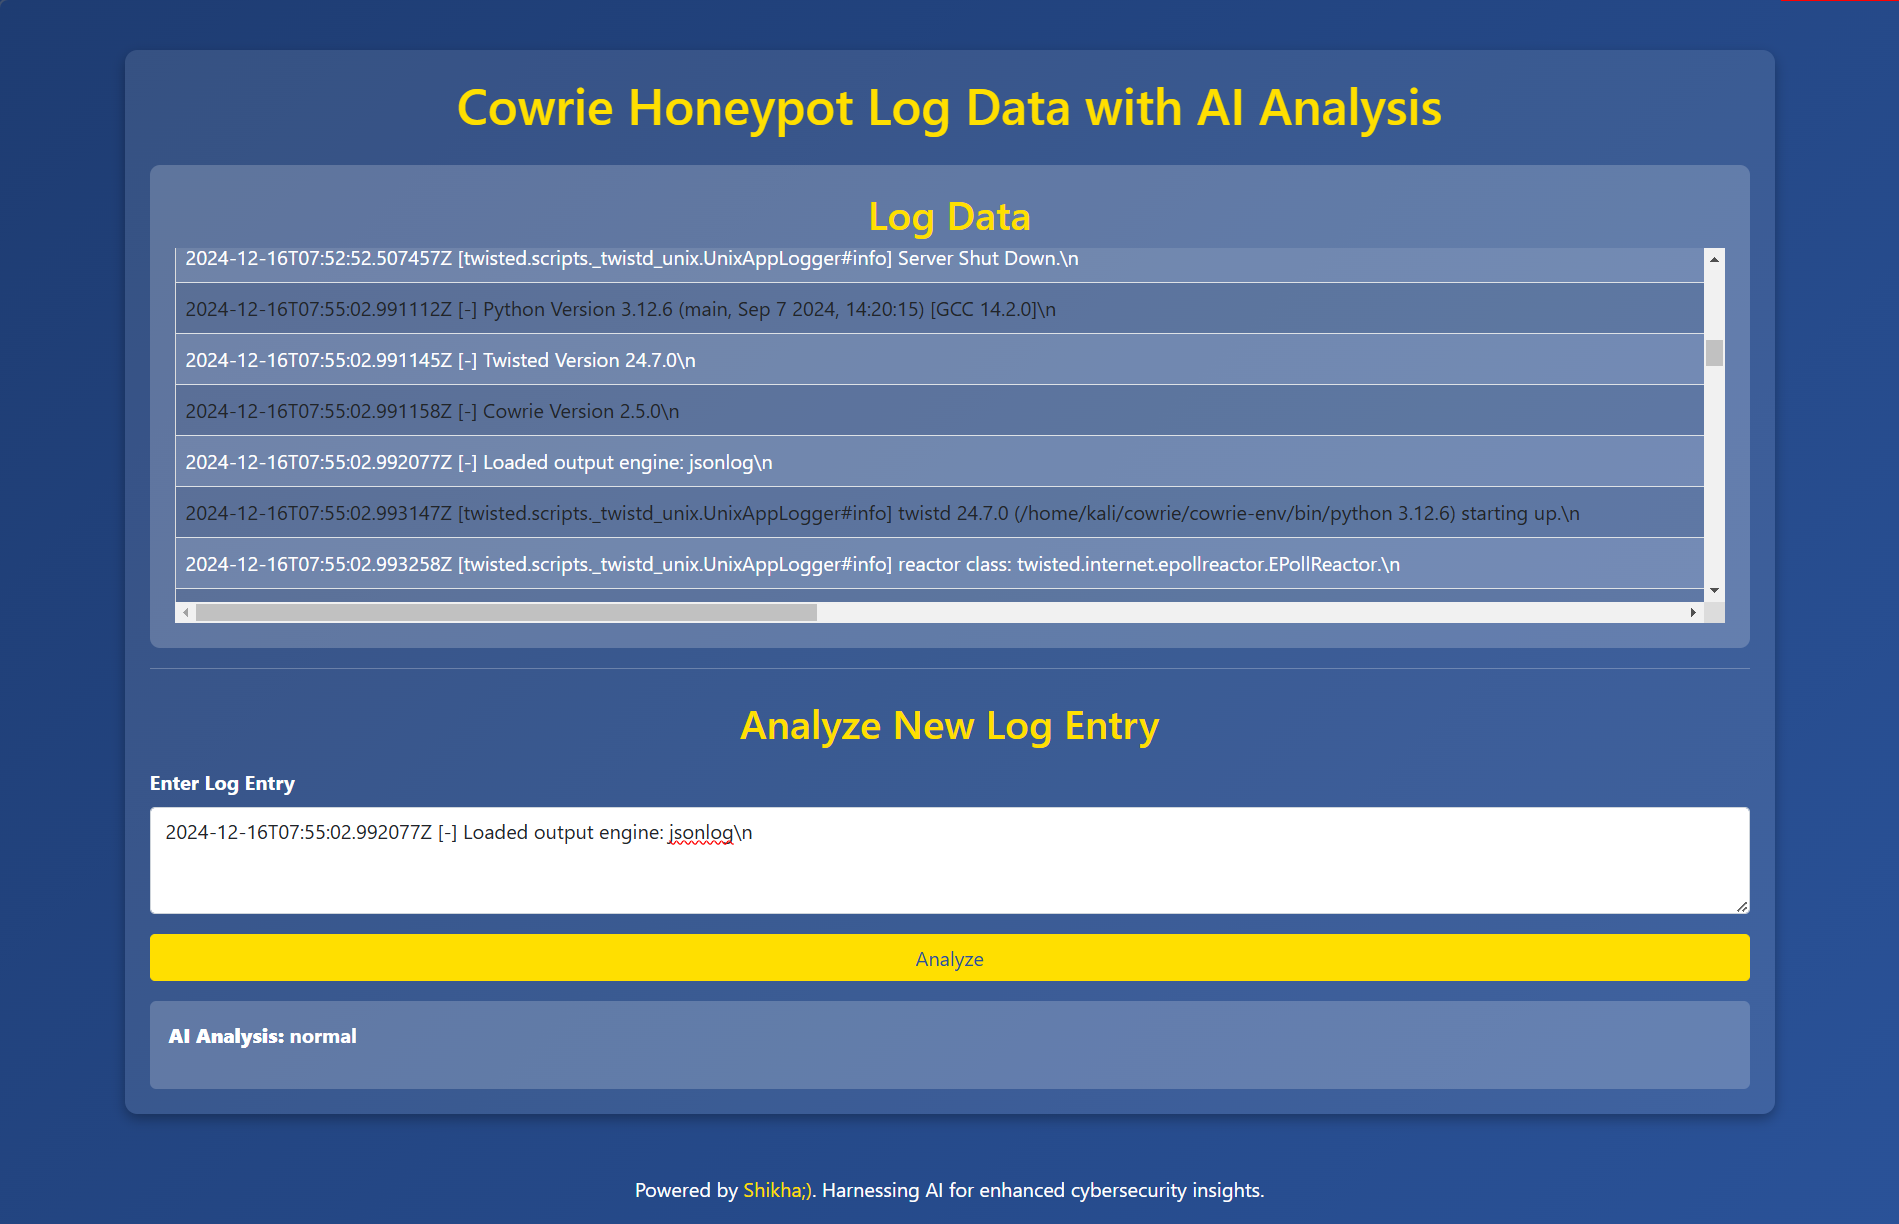 Cowrie Honeypot Log Data with AI Analysis
Log Data
2024-12-16T07:52:52.507457Z [twisted.scripts._twistd_unix.UnixAppLogger#info] Server Shut Down.\n
2024-12-16T07:55:02.991112Z [-] Python Version 3.12.6 (main, Sep 7 2024, 14:20:15) [GCC 14.2.0]\n
2024-12-16T07:55:02.991145Z [-] Twisted Version 24.7.0\n
2024-12-16T07:55:02.991158Z [-] Cowrie Version 2.5.0\n
2024-12-16T07:55:02.992077Z [-] Loaded output engine: jsonlog\n
2024-12-16T07:55:02.993147Z [twisted.scripts._twistd_unix.UnixAppLogger#info] twistd 24.7.0 (/home/kali/cowrie/cowrie-env/bin/python 3.12.6) starting up.\n
2024-12-16T07:55:02.993258Z [twisted.scripts._twistd_unix.UnixAppLogger#info] reactor class: twisted.internet.epollreactor.EPollReactor.\n
Analyze New Log Entry
Enter Log Entry
2024-12-16T07:55:02.992077Z [-] Loaded output engine: jsonlog\n
Analyze
AI Analysis: normal
Powered by Shikha;). Harnessing AI for enhanced cybersecurity insights.